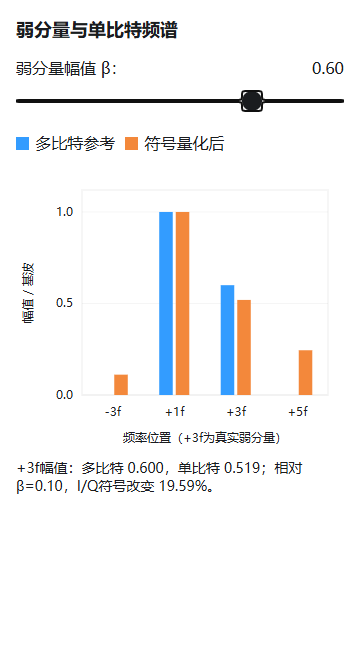 弱分量与单比特频谱
弱分量幅值 β： 0.60
多比特参考 符号量化后
1.0
0.5
0.0
幅值 / 基波
-3f +1f +3f +5f
频率位置（+3f为真实弱分量）
+3f幅值：多比特 0.600，单比特 0.519；相对
β=0.10，I/Q符号改变 19.59%。